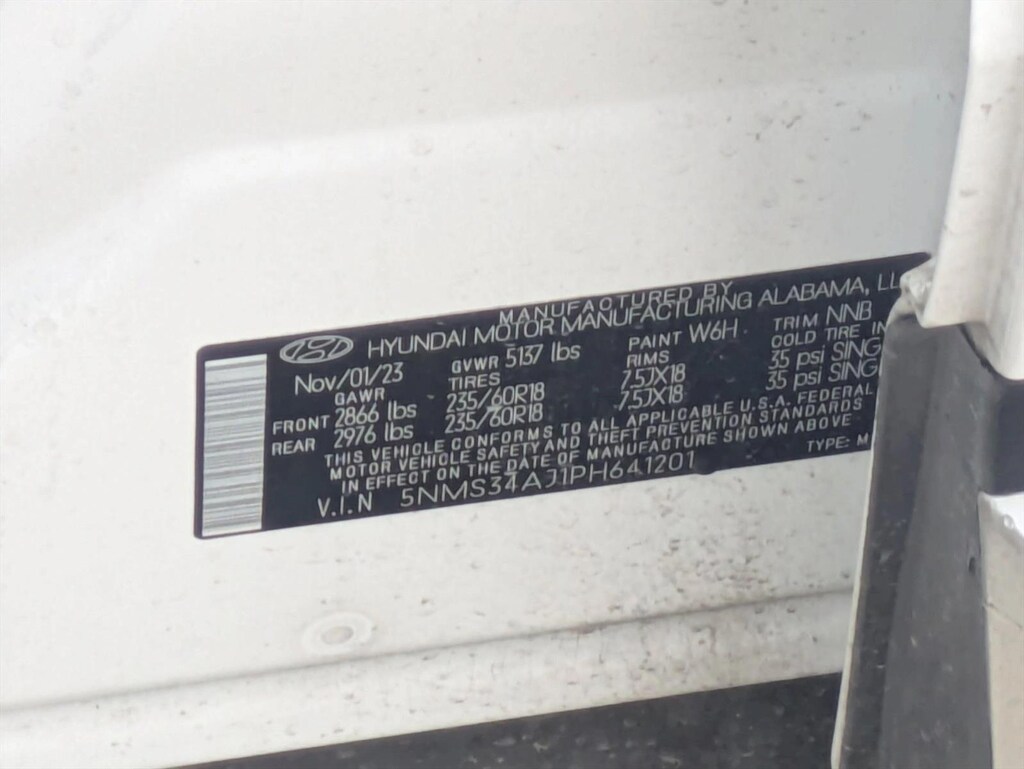 MANUFACTURED BY
HYUNDAI MOTOR MANUFACTURING ALABAMA, LL
Nov/01/23 GVWR 5137 lbs PAINT W6H TRIM NNB
GAWR TIRES RIMS COLD TIRE IN
FRONT 2866 lbs 235/60R18 7.5JX18 35 psi SING
REAR 2976 lbs 235/60R18 7.5JX18 35 psi SING
THIS VEHICLE CONFORMS TO ALL APPLICABLE U.S.A. FEDERAL
MOTOR VEHICLE SAFETY AND THEFT PREVENTION STANDARDS
IN EFFECT ON THE DATE OF MANUFACTURE SHOWN ABOVE
V.I.N 5NMS34AJ1PH641201 TYPE: M